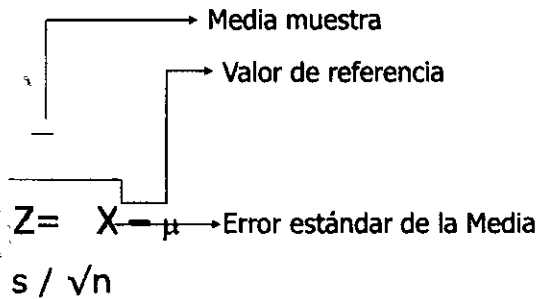 Media muestra
Valor de referencia
Z= X - μ Error estándar de la Media
s / √n